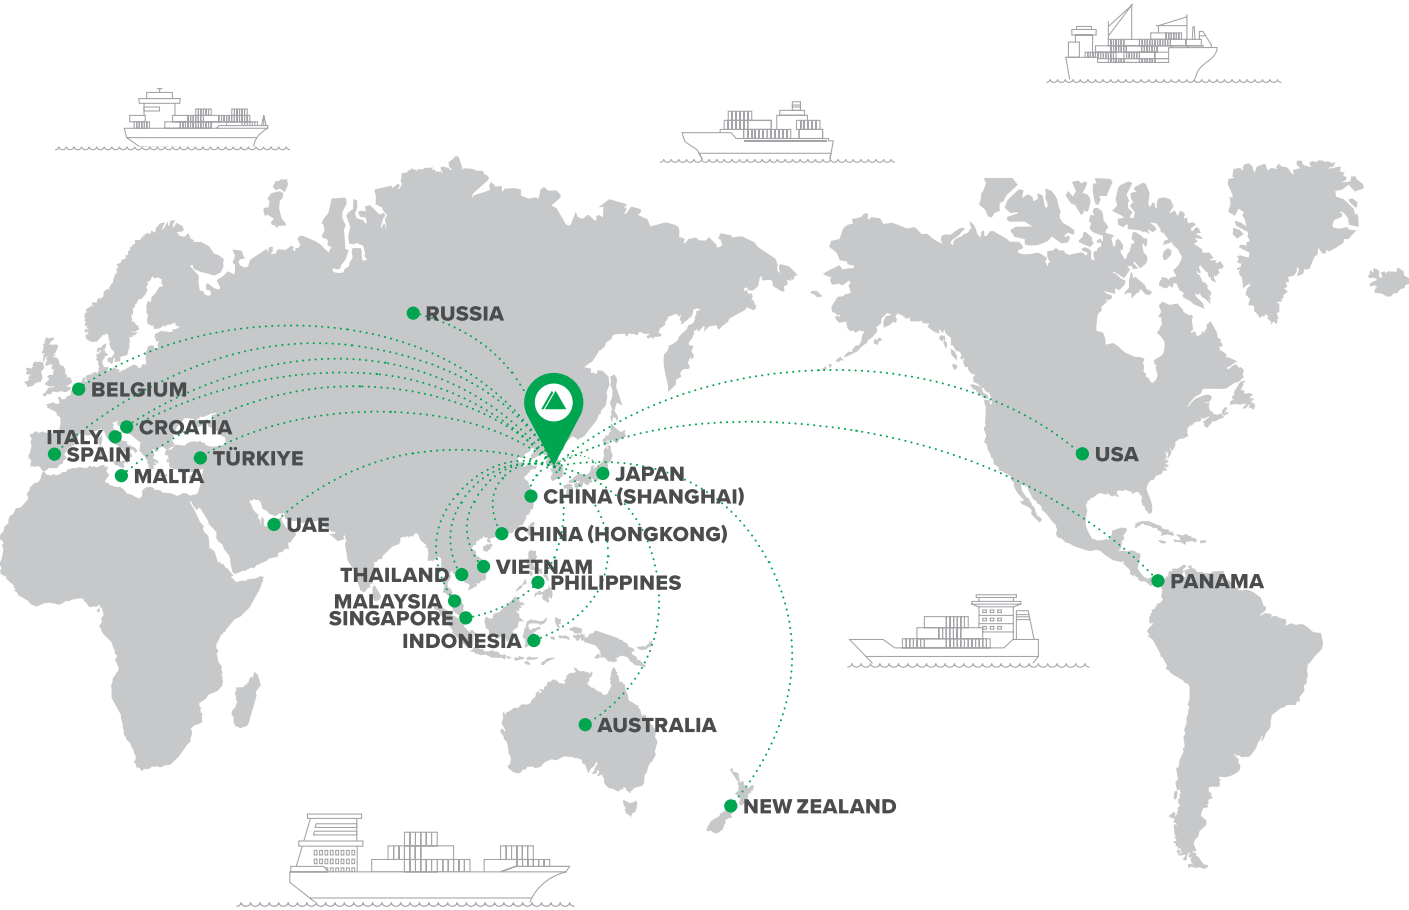 RUSSIA
BELGIUM
CROATIA
ITALY
SPAIN
TÜRKIYE
MALTA
UAE
JAPAN
CHINA (SHANGHAI)
CHINA (HONGKONG)
VIETNAM
THAILAND
PHILIPPINES
MALAYSIA
SINGAPORE
INDONESIA
AUSTRALIA
NEW ZEALAND
USA
PANAMA